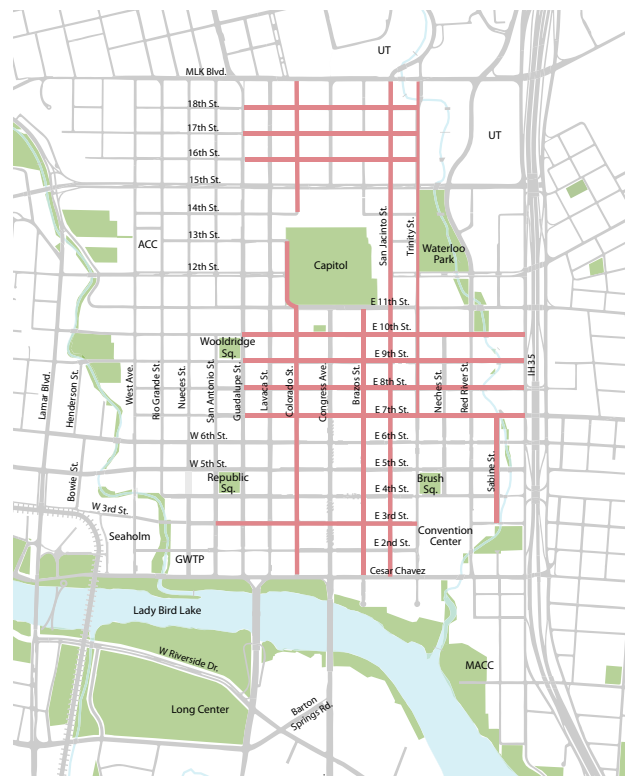 UT
MLK Blvd.
18th St.
17th St.
UT
16th St.
15th St.
14th St.
San Jacinto St.
Trinity St.
13th St.
ACC
Capitol
Waterloo
Park
12th St.
E 11th St.
E 10th St.
Wooldridge
Sq.
E 9th St.
IH 35
Lamar Blvd.
Henderson St.
West Ave.
Rio Grande St.
Nueces St.
San Antonio St.
Guadalupe St.
Lavaca St.
Colorado St.
Congress Ave.
Brazos St.
E 8th St.
Neches St.
Red River St.
E 7th St.
W 6th St.
E 6th St.
W 5th St.
E 5th St.
Bowie St.
Republic
Sq.
E 4th St.
Brush
Sq.
Sabine St.
W 3rd St.
E 3rd St.
Seaholm
Convention
Center
E 2nd St.
GWTP
Cesar Chavez
Lady Bird Lake
W Riverside Dr.
MACC
Long Center
Barton
Springs Rd.